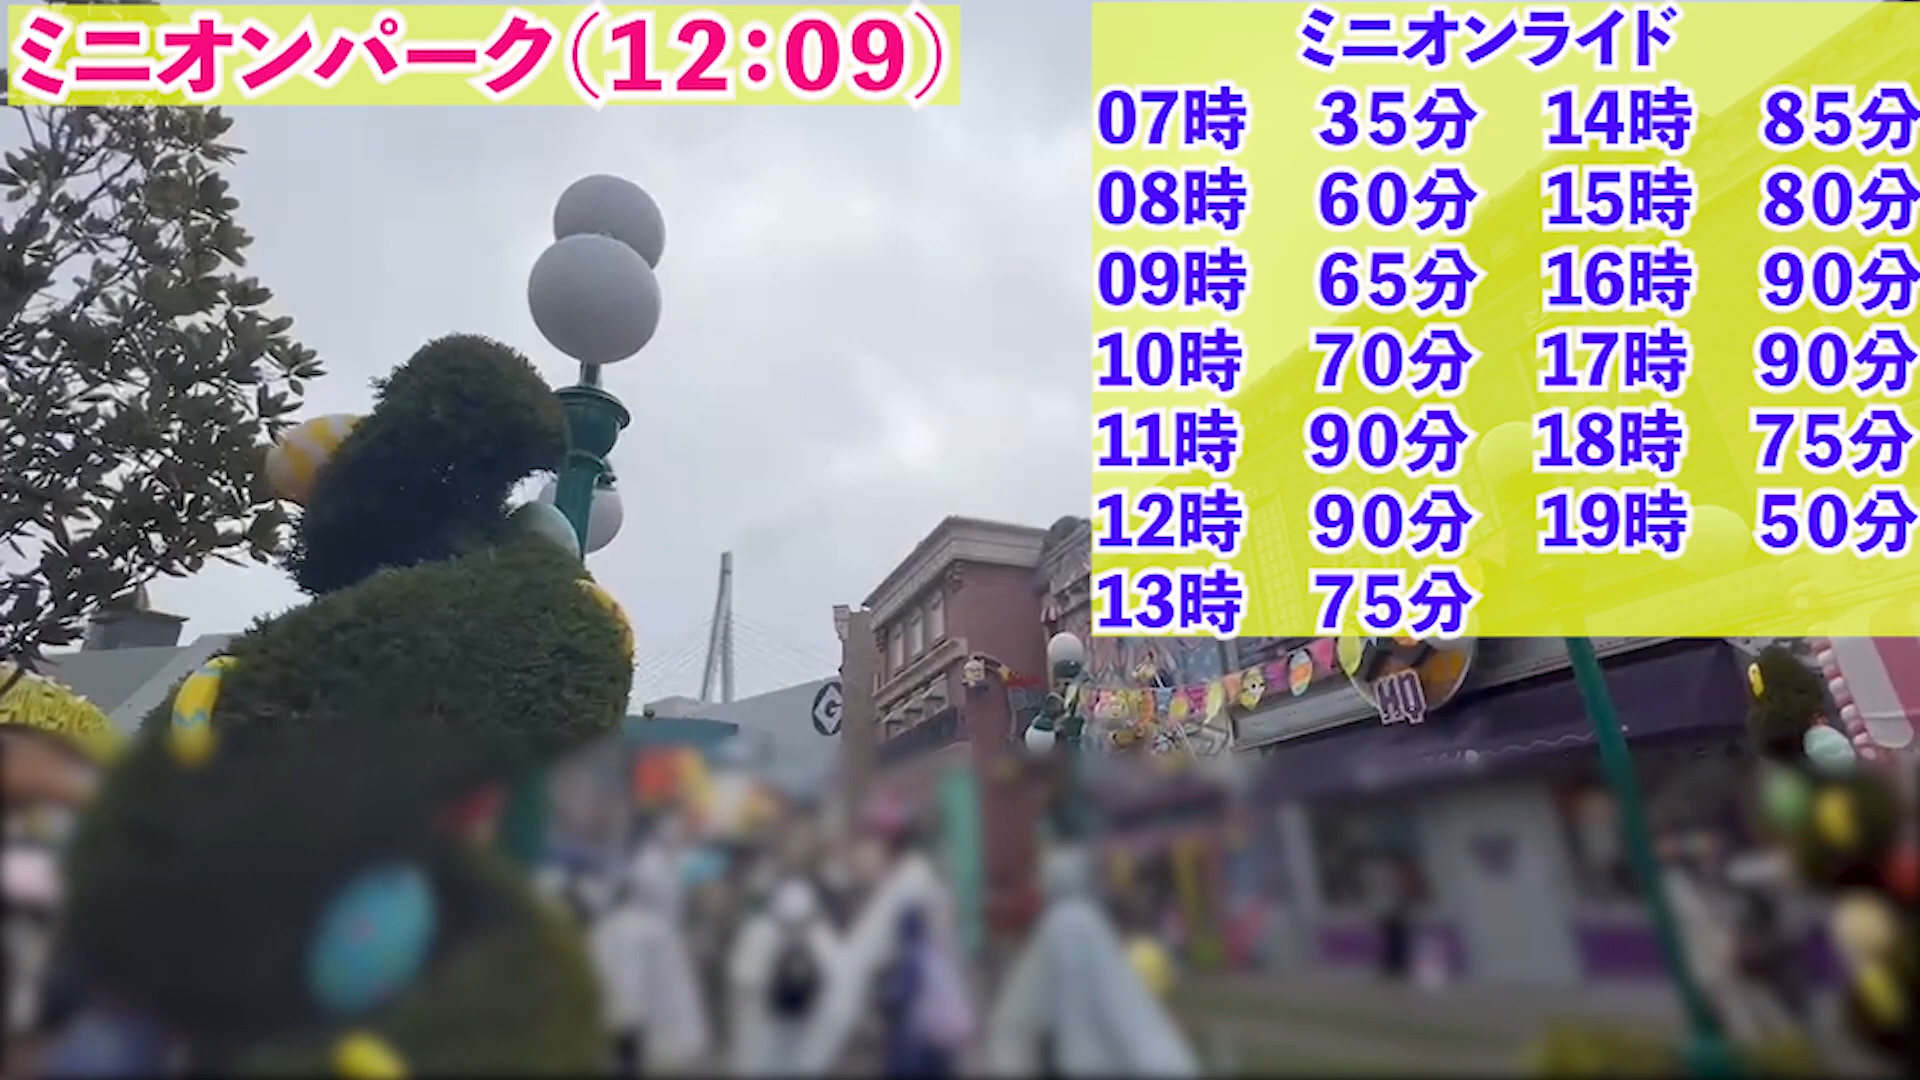 ミニオンパーク(12:09)
ミニオンライド
07時 35分 14時 85分
08時 60分 15時 80分
09時 65分 16時 90分
10時 70分 17時 90分
11時 90分 18時 75分
12時 90分 19時 50分
13時 75分
G
HQ